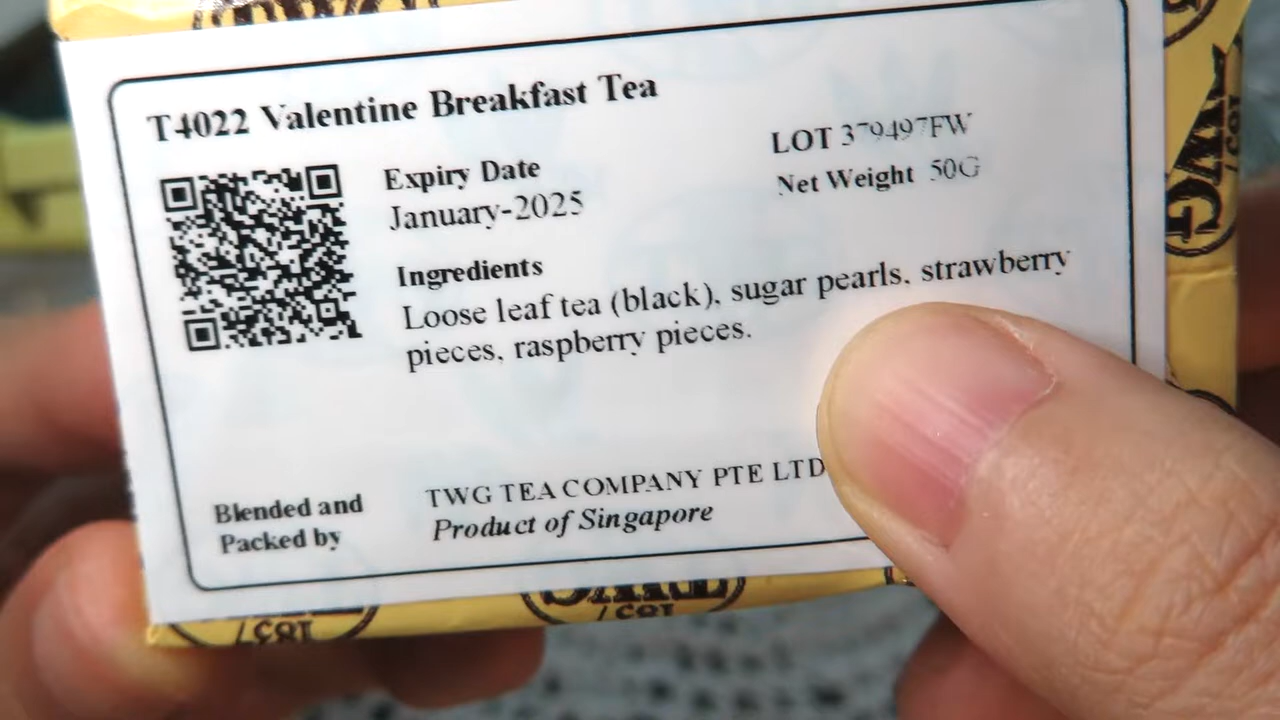 T4022 Valentine Breakfast Tea
LOT 379497FW
Net Weight 50G
Expiry Date
January-2025
Ingredients
Loose leaf tea (black), sugar pearls, strawberry
pieces, raspberry pieces.
Blended and
Packed by
TWG TEA COMPANY PTE LTD
Product of Singapore